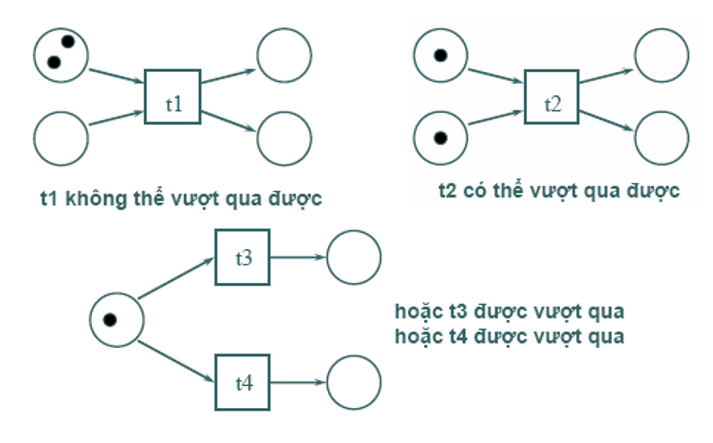 t1
t2
t1 không thể vượt qua được
t2 có thể vượt qua được
t3
hoặc t3 được vượt qua
hoặc t4 được vượt qua
t4